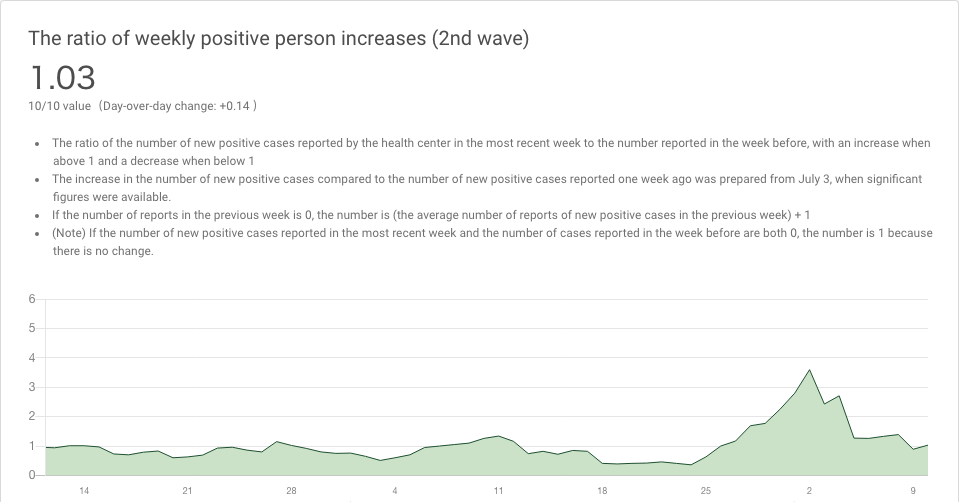 The ratio of weekly positive person increases (2nd wave)
1.03
10/10 value （Day-over-day change: +0.14 ）
• The ratio of the number of new positive cases reported by the health center in the most recent week to the number reported in the week before, with an increase when
above 1 and a decrease when below 1
• The increase in the number of new positive cases compared to the number of new positive cases reported one week ago was prepared from July 3, when significant
figures were available.
• If the number of reports in the previous week is 0, the number is (the average number of reports of new positive cases in the previous week) + 1
• (Note) If the number of new positive cases reported in the most recent week and the number of cases reported in the week before are both 0, the number is 1 because
there is no change.
6
5
4
3
2
1
0
14 21 28 4 11 18 25 2 9